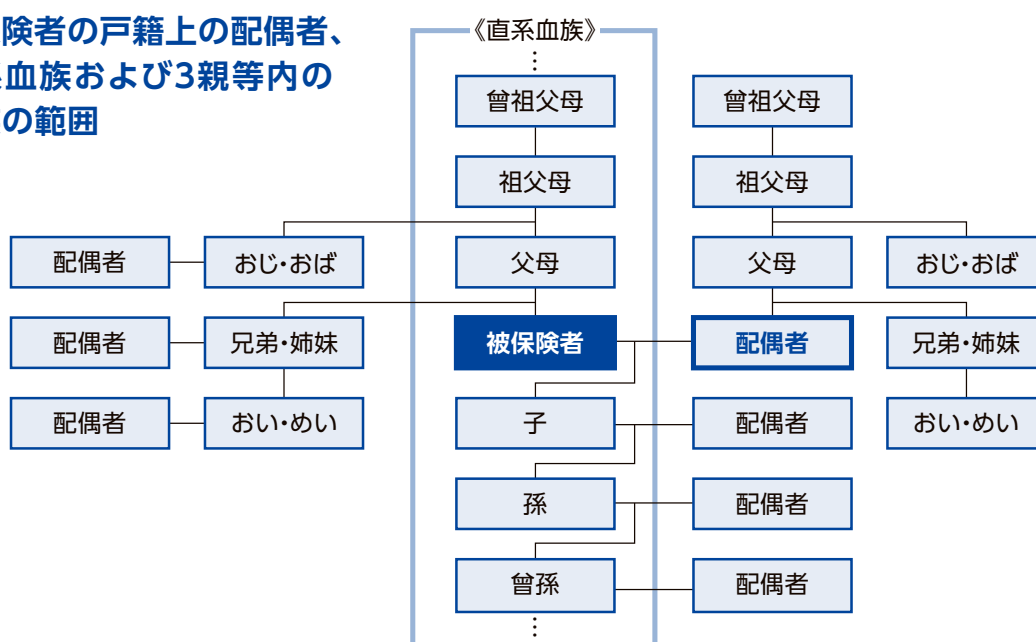 険者の戸籍上の配偶者、
血族および3親等内の
の範囲
《直系血族》
⋮
曾祖父母 曾祖父母
祖父母 祖父母
配偶者 おじ・おば 父母 父母 おじ・おば
配偶者 兄弟・姉妹 被保険者 配偶者 兄弟・姉妹
配偶者 おい・めい 子 配偶者 おい・めい
孫 配偶者
曾孫 配偶者
⋮